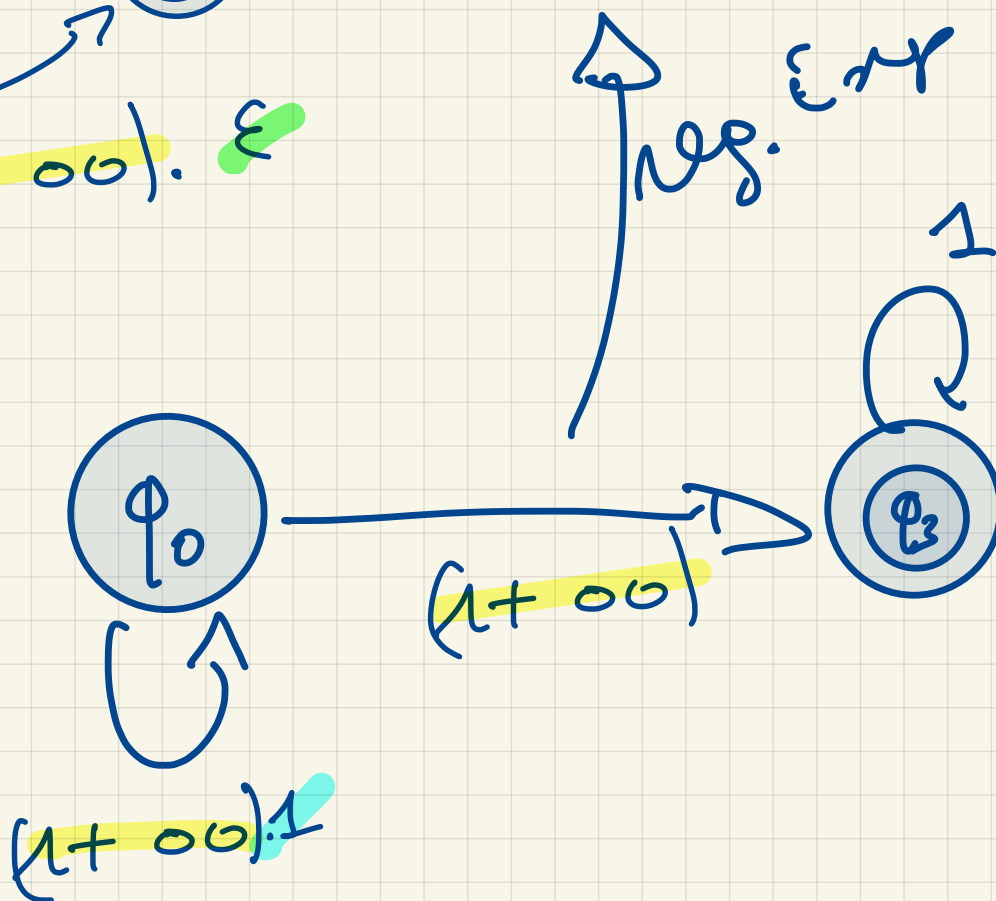 00). ε
Reg. Exp
1
q0
q3
(1+ 00)
(1+ 00).1